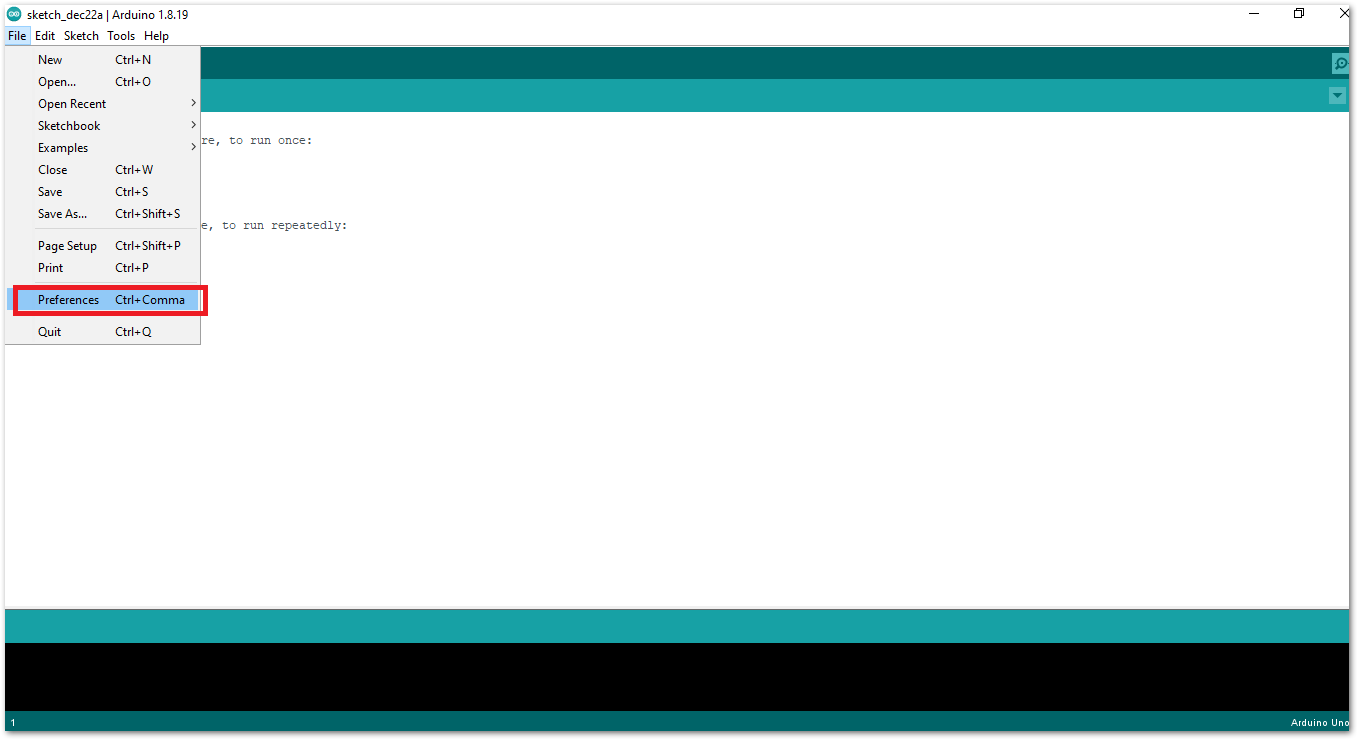 sketch_dec22a | Arduino 1.8.19
File Edit Sketch Tools Help
New Ctrl+N
Open... Ctrl+O
Open Recent
Sketchbook
Examples
Close Ctrl+W
Save Ctrl+S
Save As... Ctrl+Shift+S
Page Setup Ctrl+Shift+P
Print Ctrl+P
Preferences Ctrl+Comma
Quit Ctrl+Q
re, to run once:
e, to run repeatedly:
1
Arduino Uno